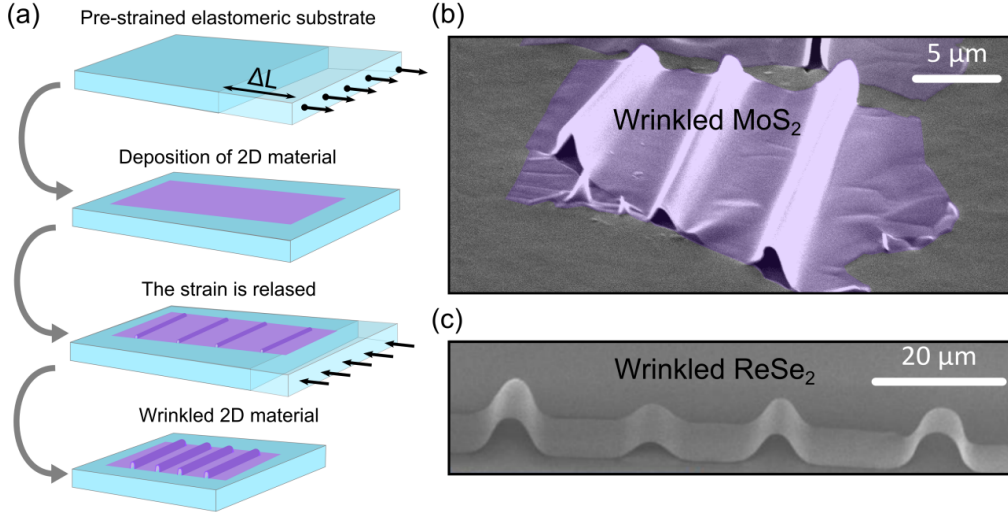 (a)
Pre-strained elastomeric substrate
ΔL
Deposition of 2D material
The strain is relased
Wrinkled 2D material
(b)
5 µm
Wrinkled MoS₂
(c)
20 µm
Wrinkled ReSe₂